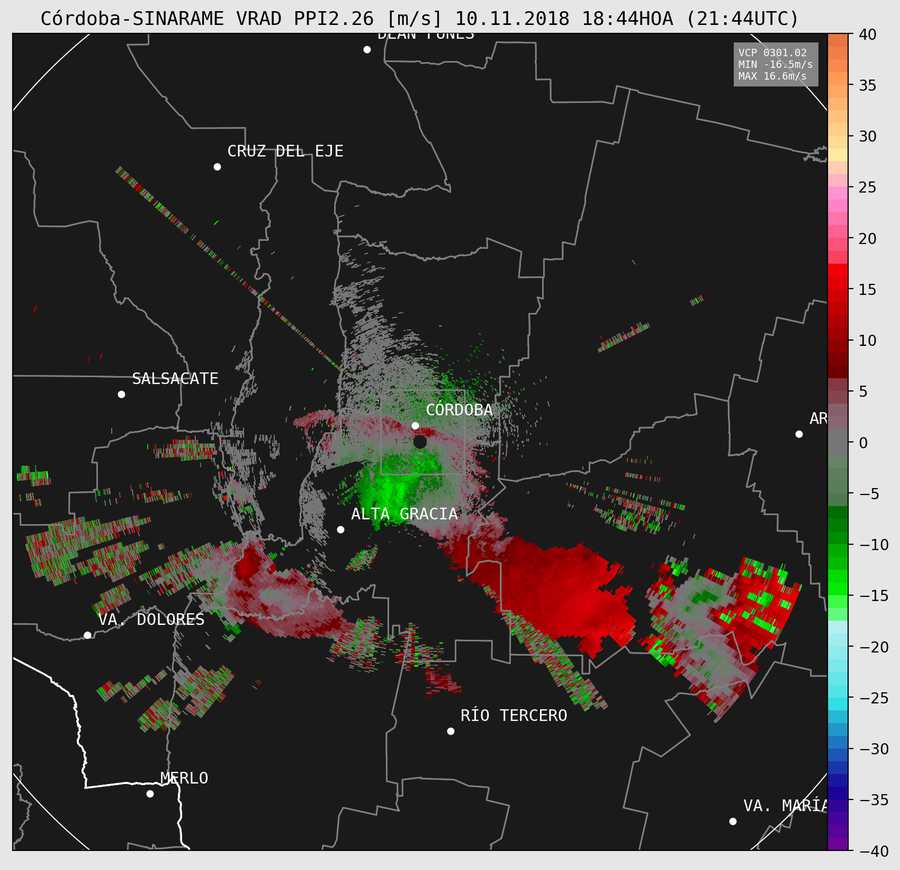 Córdoba-SINARAME VRAD PPI2.26 [m/s] 10.11.2018 18:44HOA (21:44UTC)
DEÁN FUNES
VCP 0301.02
MIN -16.5m/s
MAX 16.6m/s
CRUZ DEL EJE
SALSACATE
CÓRDOBA
AR
ALTA GRACIA
VA. DOLORES
RÍO TERCERO
MERLO
VA. MARÍA
40
35
30
25
20
15
10
5
0
−5
−10
−15
−20
−25
−30
−35
−40